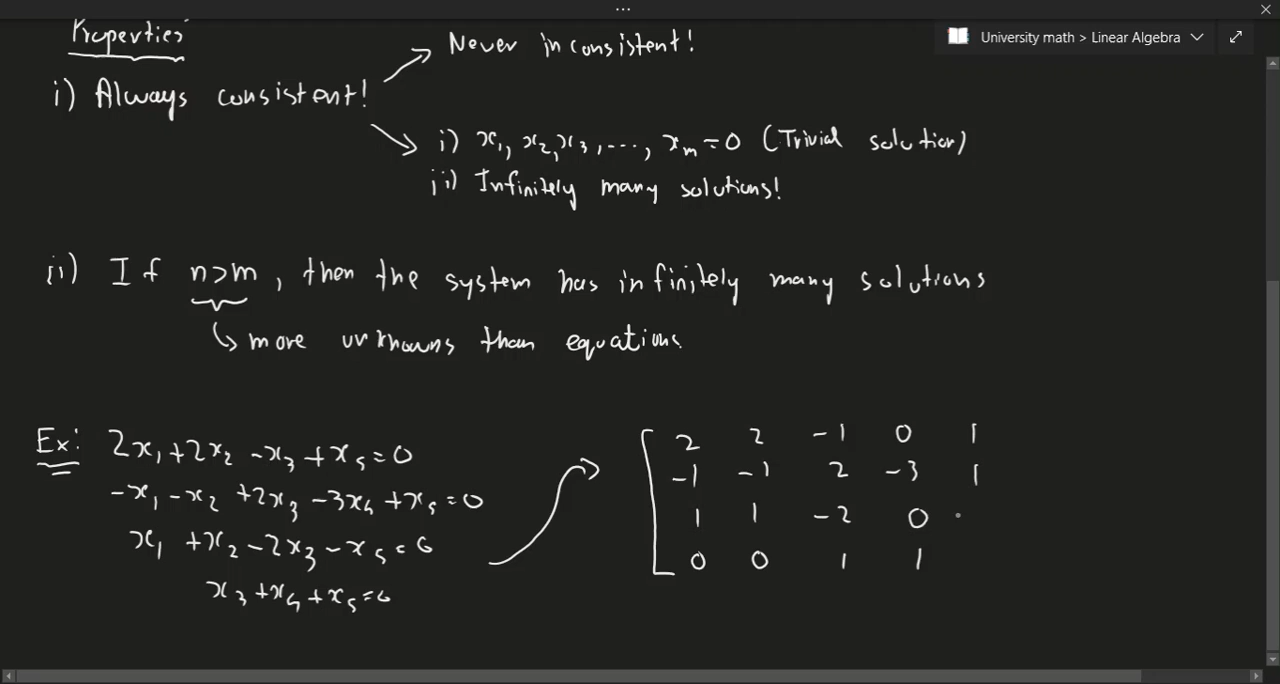 Properties
University math > Linear Algebra
Never inconsistent!
i) Always consistent!
i) x₁, x₂, x₃, ..., xₘ = 0 (Trivial solution)
ii) Infinitely many solutions!
ii) If n>m, then the system has infinitely many solutions
more unknowns than equations
Ex: 2x₁ + 2x₂ - x₃ + x₅ = 0
-x₁ - x₂ + 2x₃ - 3x₄ + x₅ = 0
x₁ + x₂ - 2x₃ - x₅ = 0
x₃ + x₄ + x₅ = 0
2 2 -1 0 1
-1 -1 2 -3 1
1 1 -2 0
0 0 1 1